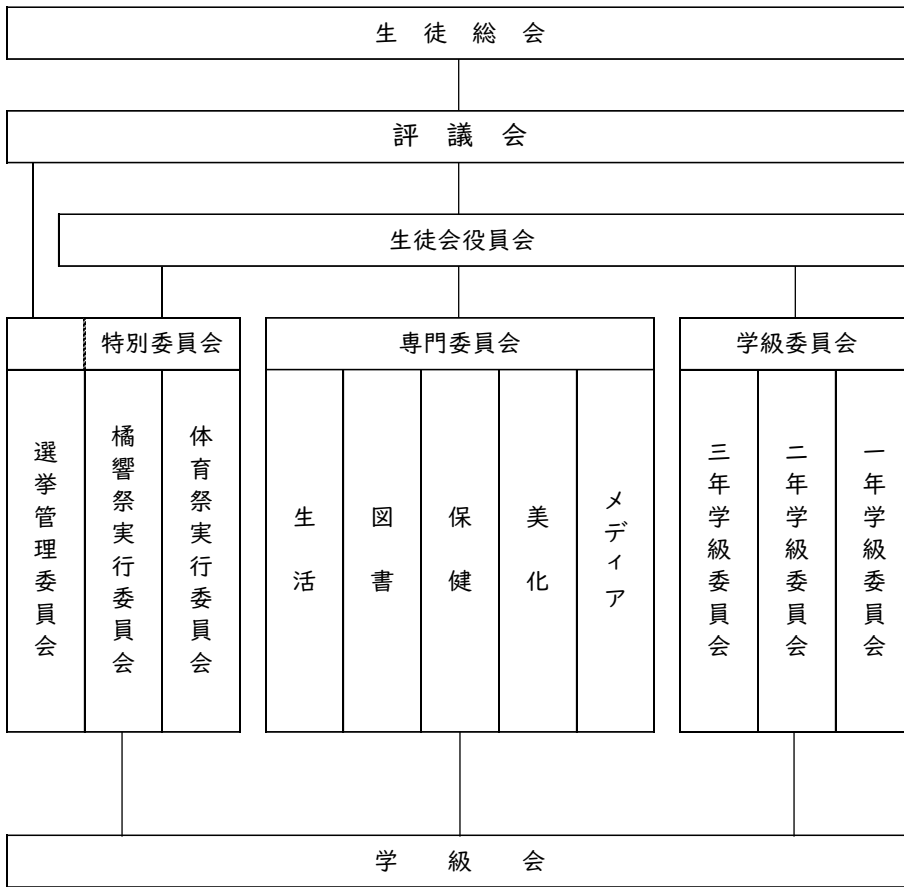 生徒総会
評議会
生徒会役員会
特別委員会
専門委員会
学級委員会
選挙管理委員会
橘響祭実行委員会
体育祭実行委員会
生活
図書
保健
美化
メディア
三年学級委員会
二年学級委員会
一年学級委員会
学級会